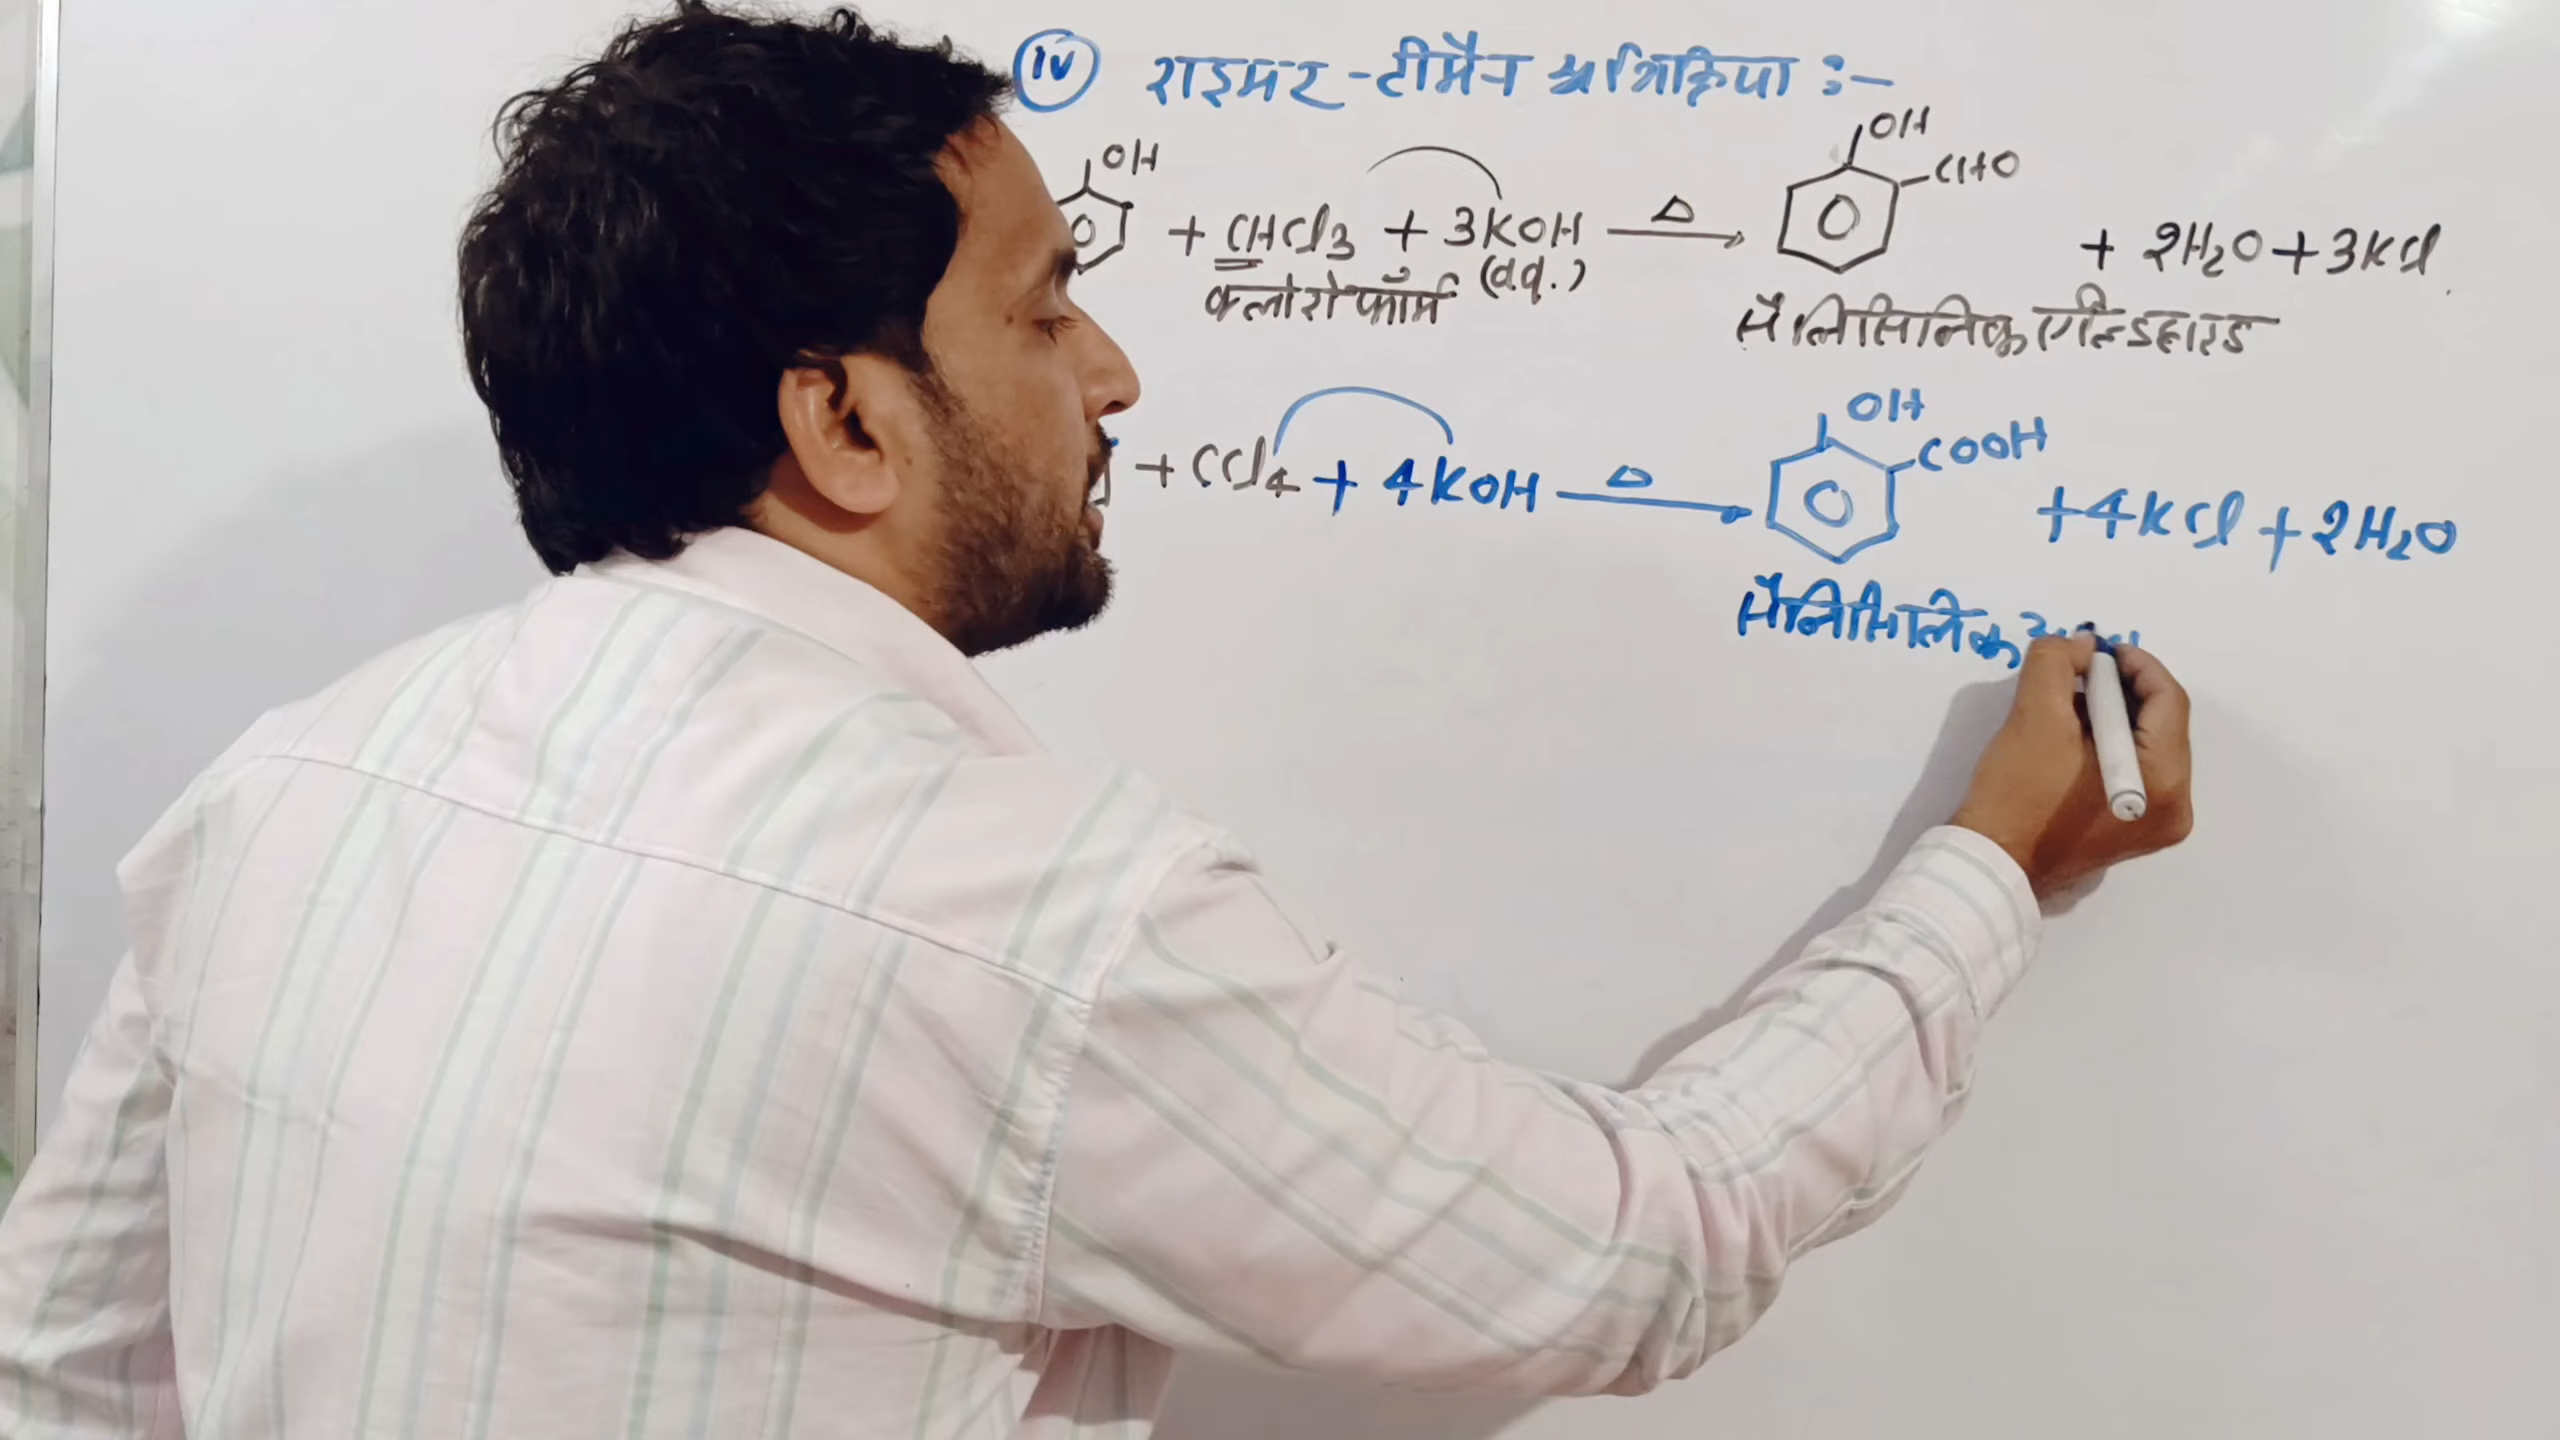 iv राइमर-टीमैन अभिक्रिया :-
OH + CHCl3 + 3KOH (aq.) Δ→ OH CHO + 2H2O + 3KCl
क्लोरोफॉर्म
सैलिसिलिक एल्डिहाइड
+ CCl4 + 4KOH Δ→ OH COOH + 4KCl + 2H2O
सैलिसिलिक